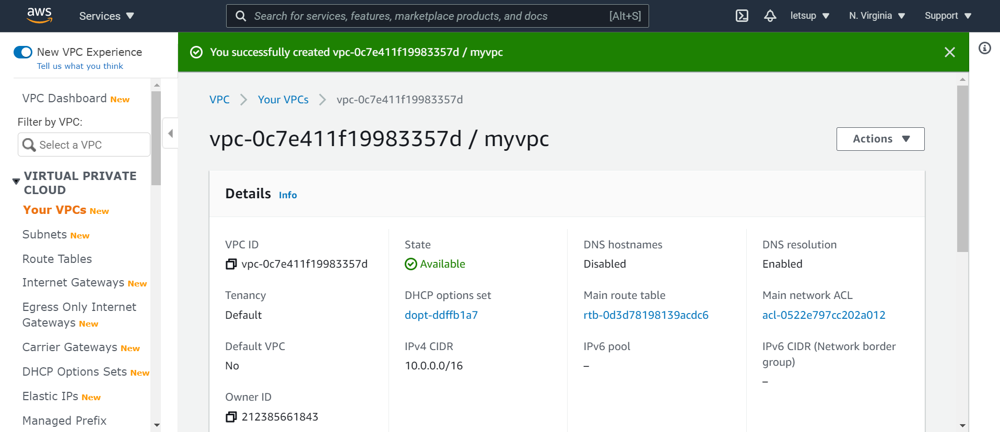 aws
Services
Search for services, features, marketplace products, and docs [Alt+S]
letsup
N. Virginia
Support
New VPC Experience
Tell us what you think
You successfully created vpc-0c7e411f19983357d / myvpc
VPC Dashboard New
Filter by VPC:
Select a VPC
VIRTUAL PRIVATE
CLOUD
Your VPCs New
Subnets New
Route Tables
Internet Gateways New
Egress Only Internet
Gateways New
Carrier Gateways New
DHCP Options Sets New
Elastic IPs New
Managed Prefix
VPC
Your VPCs
vpc-0c7e411f19983357d
vpc-0c7e411f19983357d / myvpc
Actions
Details Info
VPC ID
vpc-0c7e411f19983357d
State
Available
DNS hostnames
Disabled
DNS resolution
Enabled
Tenancy
Default
DHCP options set
dopt-ddffb1a7
Main route table
rtb-0d3d78198139acdc6
Main network ACL
acl-0522e797cc202a012
Default VPC
No
IPv4 CIDR
10.0.0.0/16
IPv6 pool
–
IPv6 CIDR (Network border
group)
–
Owner ID
212385661843